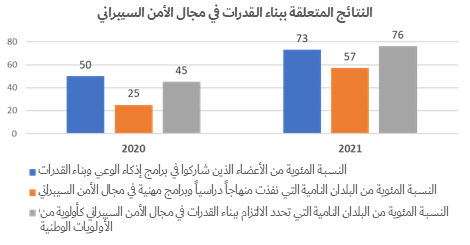 النتائج المتعلقة ببناء القدرات في مجال الأمن السيبراني
80
60
40
20
0
50
25
45
73
57
76
2020
2021
النسبة المئوية من الأعضاء الذين شاركوا في برامج إذكاء الوعي وبناء القدرات
النسبة المئوية من البلدان النامية التي نفذت منهاجاً دراسياً وبرامج مهنية في مجال الأمن السيبراني
النسبة المئوية من البلدان النامية التي تحدد الالتزام ببناء القدرات في مجال الأمن السيبراني كأولوية من'
الأولويات الوطنية